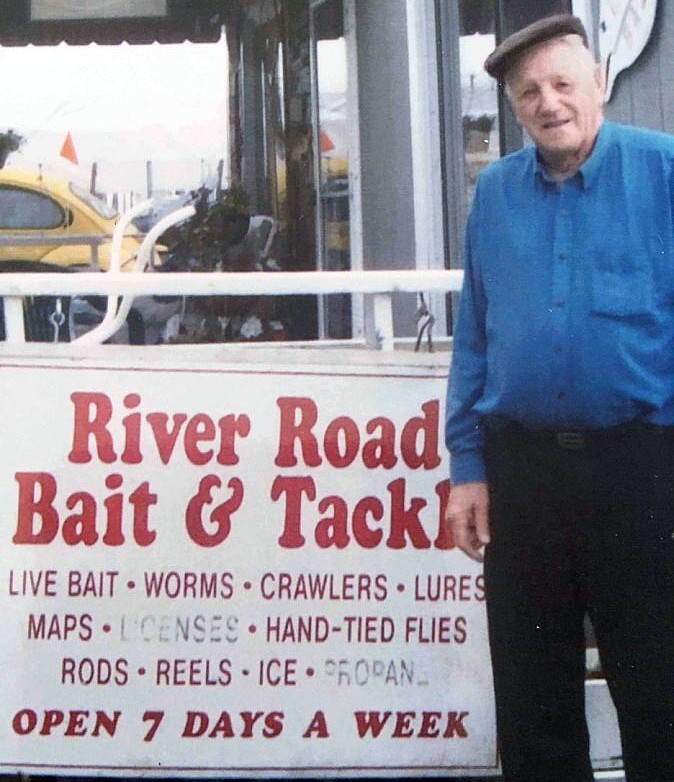 River Road
Bait & Tackl
LIVE BAIT • WORMS • CRAWLERS • LURES
MAPS • LICENSES • HAND-TIED FLIES
RODS • REELS • ICE • PROPAN
OPEN 7 DAYS A WEEK